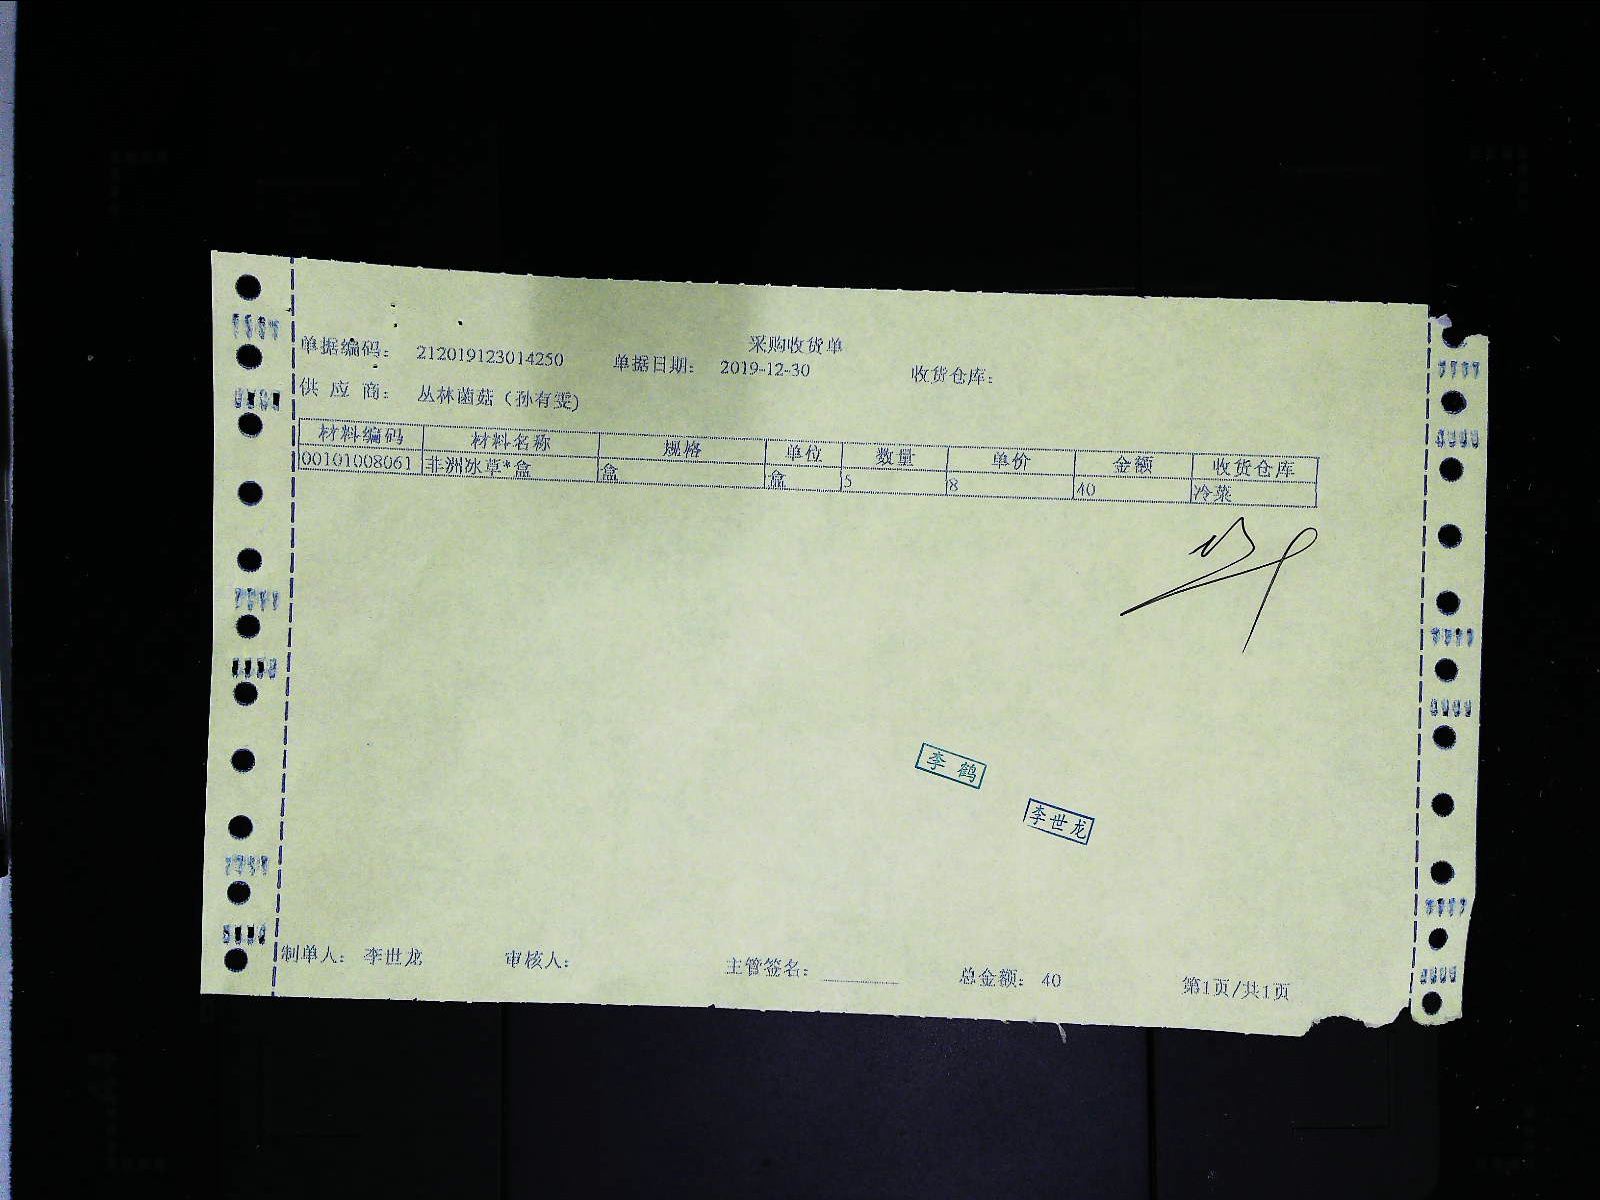 采购收货单
单据编码： 212019123014250 单据日期： 2019-12-30 收货仓库：
供 应 商： 丛林菌菇（孙有雯）
材料编码 材料名称 规格 单位 数量 单价 金额 收货仓库
00101008061 非洲冰草*盒 盒 盒 5 8 40 冷菜
李 鹤
李世龙
制单人： 李世龙 审核人： 主管签名： 总金额： 40 第1页/共1页